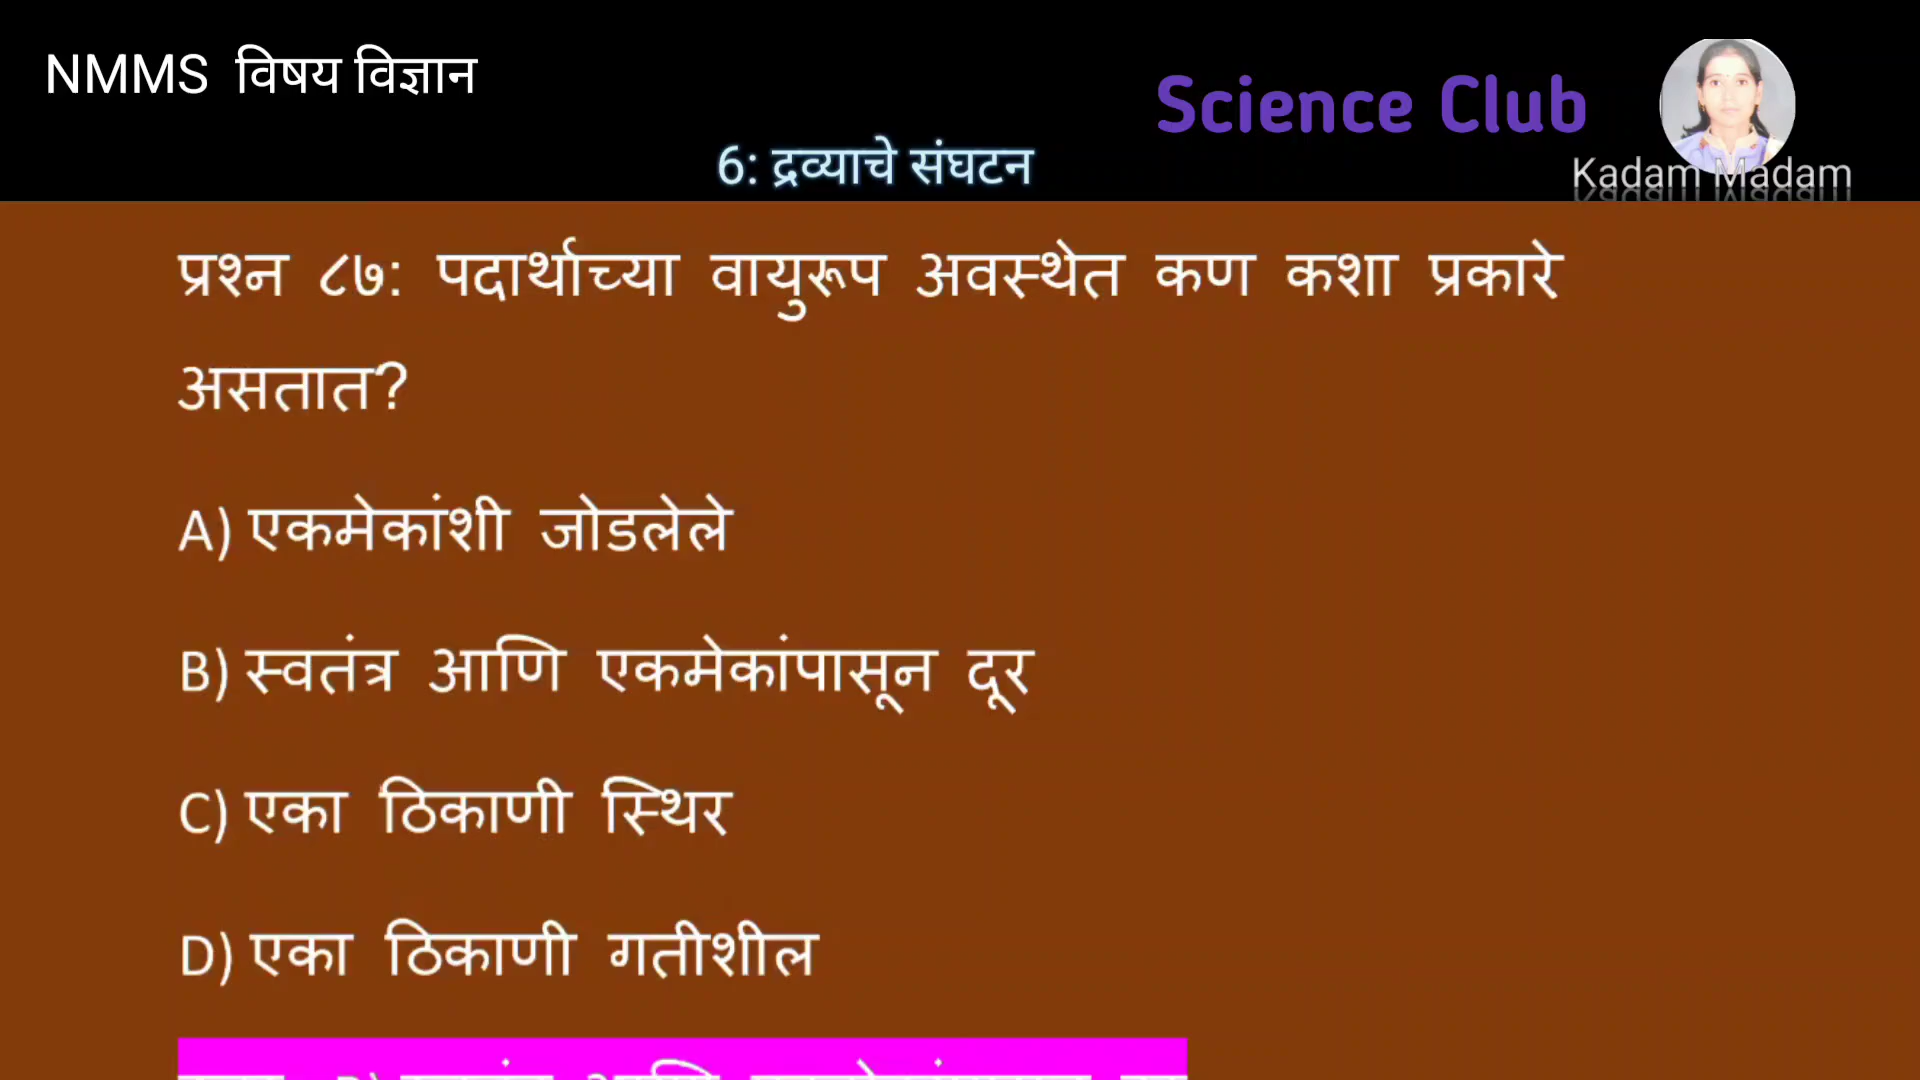 NMMS विषय विज्ञान
Science Club
6: द्रव्याचे संघटन
Kadam Madam
प्रश्न ८७: पदार्थाच्या वायुरूप अवस्थेत कण कशा प्रकारे
असतात?
A) एकमेकांशी जोडलेले
B) स्वतंत्र आणि एकमेकांपासून दूर
C) एका ठिकाणी स्थिर
D) एका ठिकाणी गतीशील